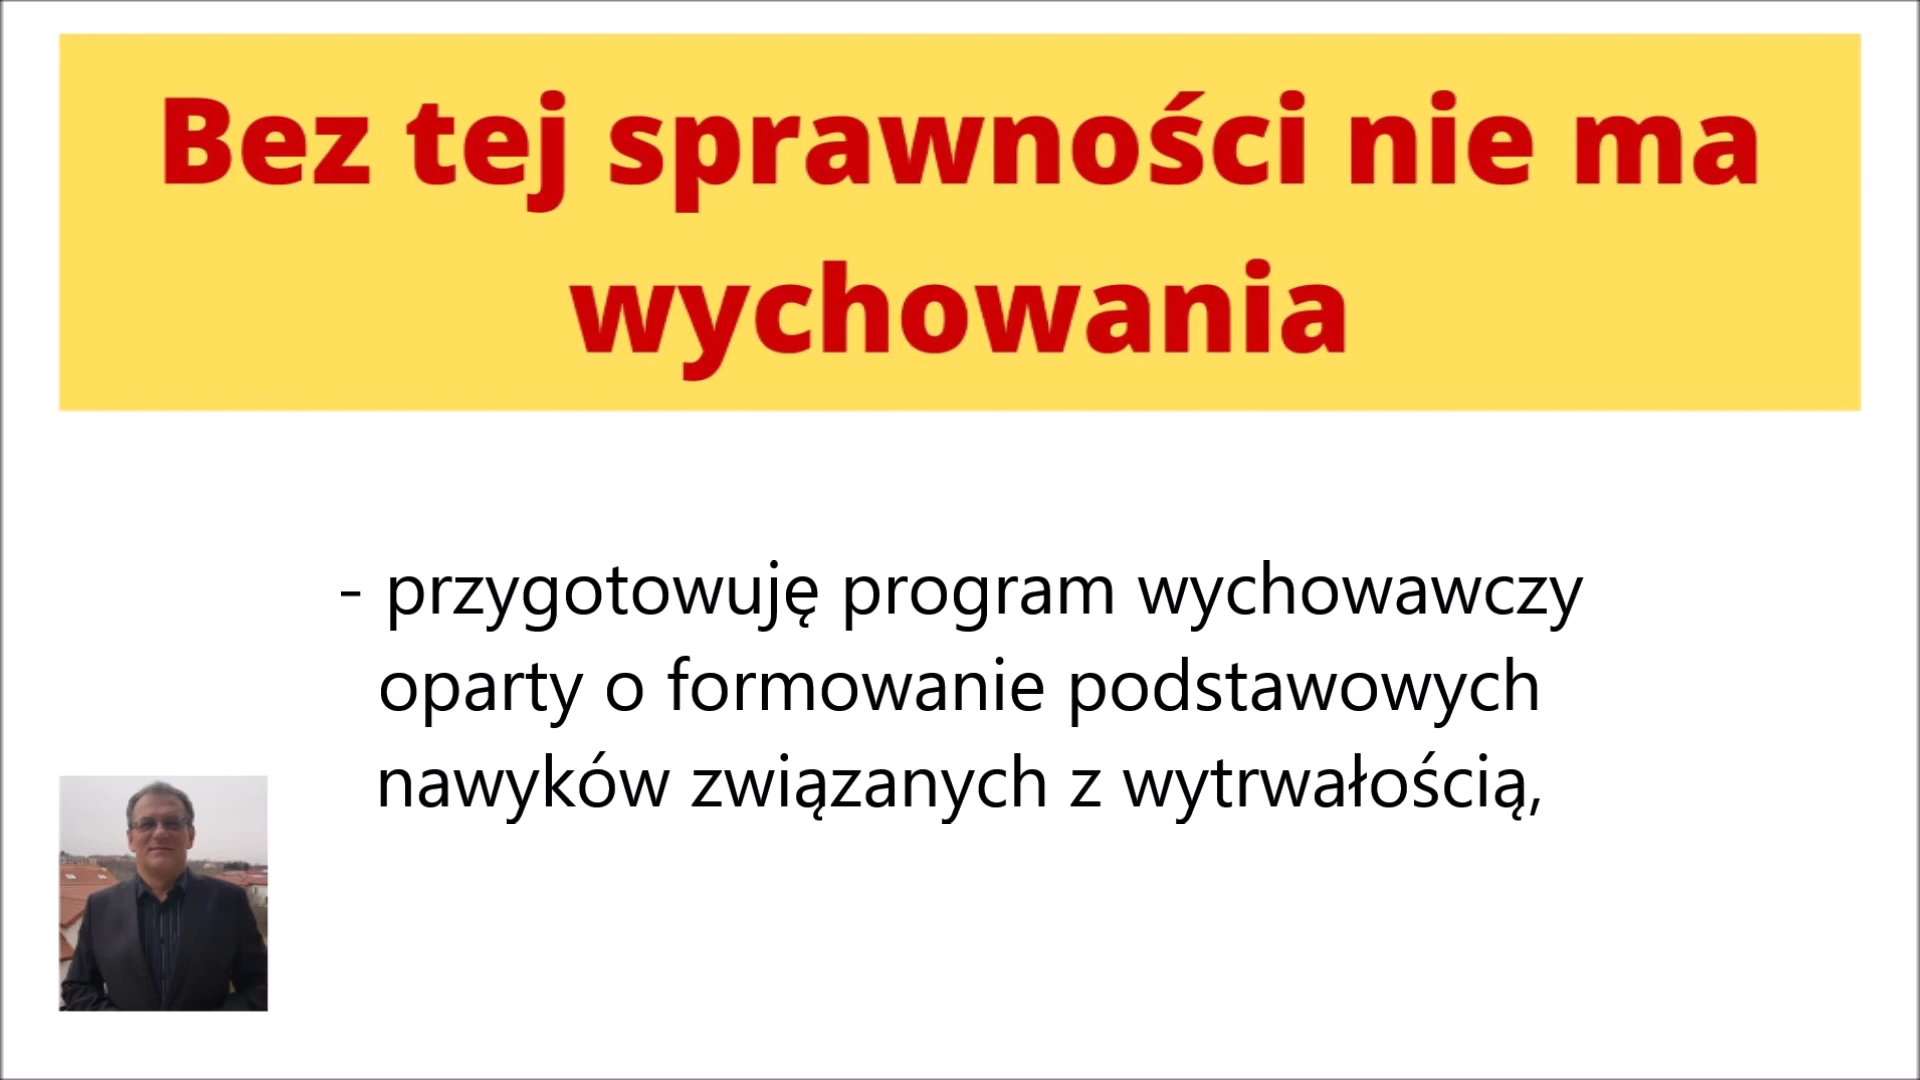 Bez tej sprawności nie ma
wychowania
- przygotowuję program wychowawczy
oparty o formowanie podstawowych
nawyków związanych z wytrwałością,